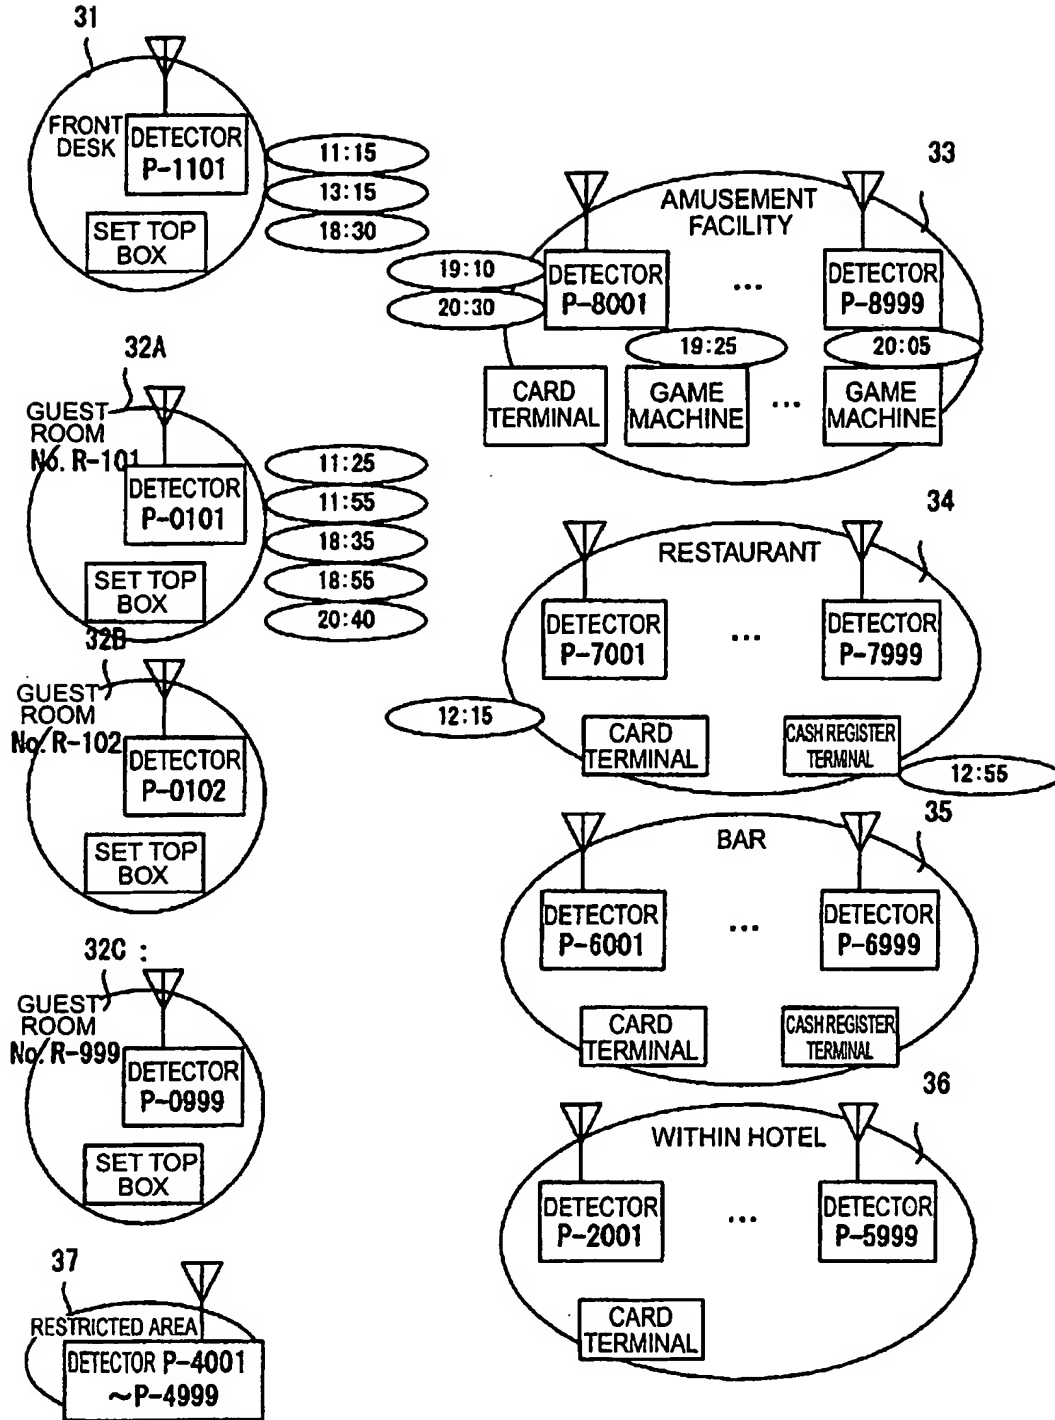 31
FRONT
DESK
DETECTOR
P-1101
SET TOP
BOX
11:15
13:15
18:30
32A
GUEST
ROOM
No. R-101
DETECTOR
P-0101
SET TOP
BOX
11:25
11:55
18:35
18:55
20:40
32B
GUEST
ROOM
No. R-102
DETECTOR
P-0102
SET TOP
BOX
32C :
GUEST
ROOM
No. R-999
DETECTOR
P-0999
SET TOP
BOX
37
RESTRICTED AREA
DETECTOR P-4001
~P-4999
33
AMUSEMENT
FACILITY
19:10
20:30
DETECTOR
P-8001
...
DETECTOR
P-8999
19:25
20:05
CARD
TERMINAL
GAME
MACHINE
...
GAME
MACHINE
34
RESTAURANT
DETECTOR
P-7001
...
DETECTOR
P-7999
12:15
CARD
TERMINAL
CASH REGISTER
TERMINAL
12:55
35
BAR
DETECTOR
P-6001
...
DETECTOR
P-6999
CARD
TERMINAL
CASH REGISTER
TERMINAL
36
WITHIN HOTEL
DETECTOR
P-2001
...
DETECTOR
P-5999
CARD
TERMINAL